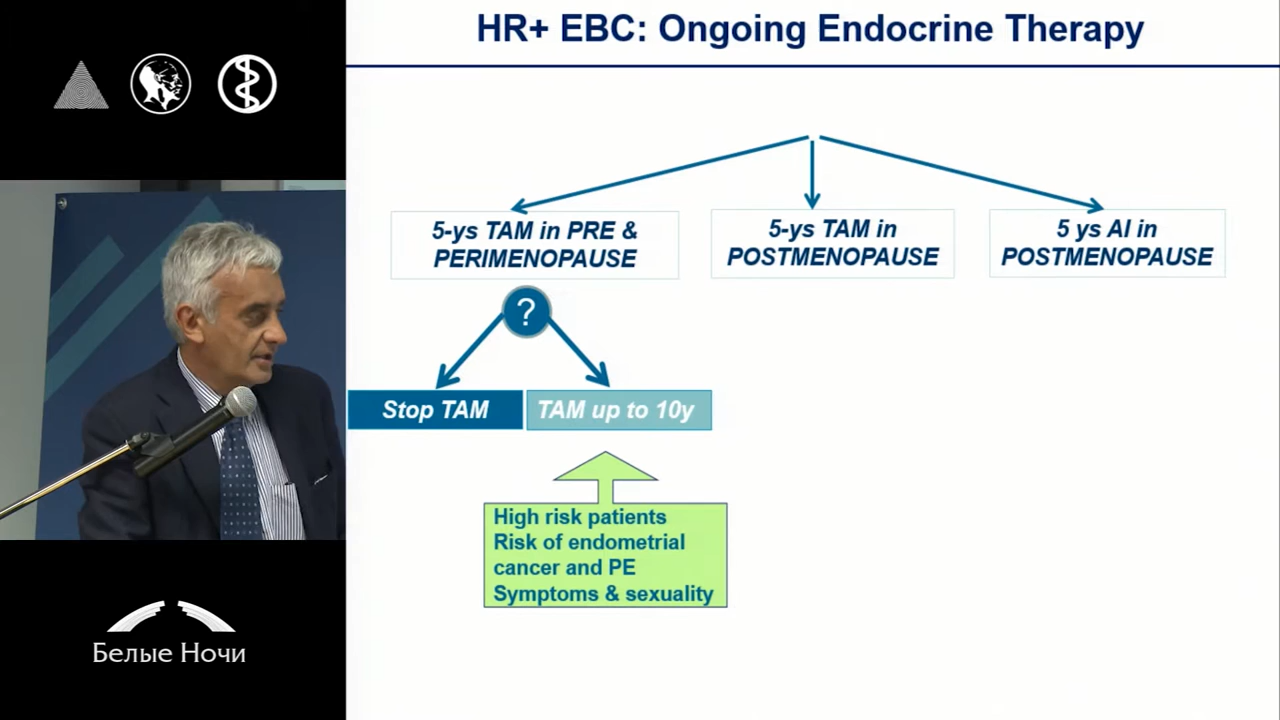 HR+ EBC: Ongoing Endocrine Therapy
5-ys TAM in PRE &
PERIMENOPAUSE
5-ys TAM in
POSTMENOPAUSE
5 ys AI in
POSTMENOPAUSE
?
Stop TAM
TAM up to 10y
High risk patients
Risk of endometrial
cancer and PE
Symptoms & sexuality
Белые Ночи